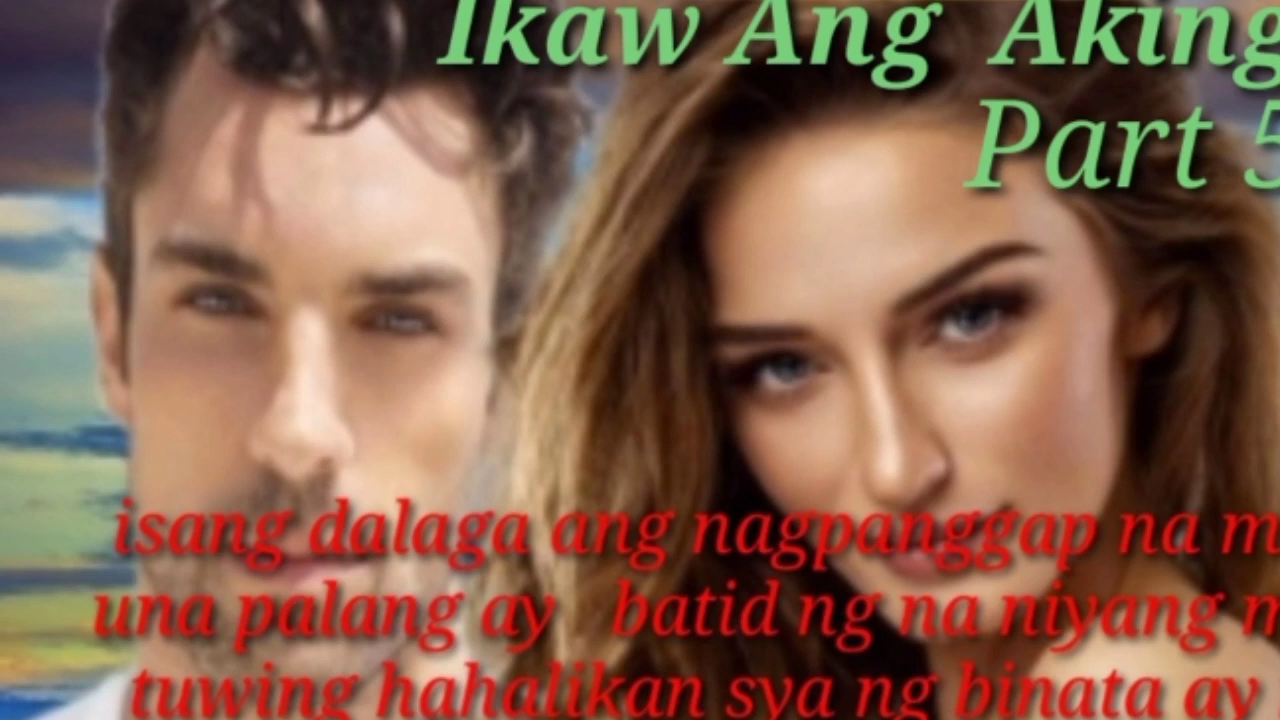 Ikaw Ang Aking
Part 5
isang dalaga ang nagpanggap na m
una palang ay batid ng na niyang m
tuwing hahalikan sya ng binata ay